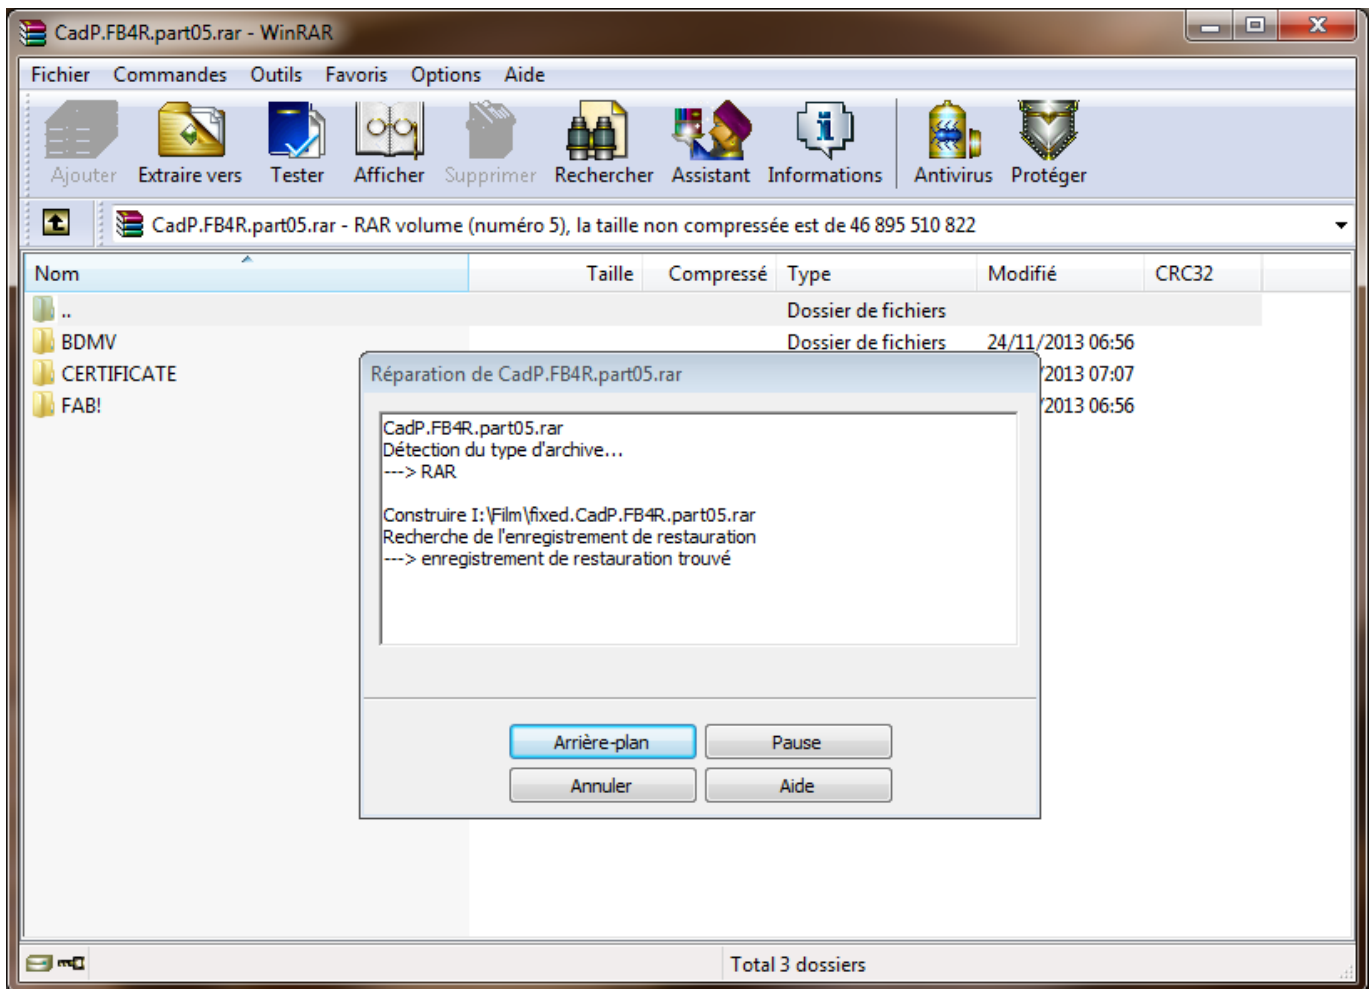 CadP.FB4R.part05.rar - WinRAR
Fichier Commandes Outils Favoris Options Aide
Ajouter Extraire vers Tester Afficher Supprimer Rechercher Assistant Informations Antivirus Protéger
CadP.FB4R.part05.rar - RAR volume (numéro 5), la taille non compressée est de 46 895 510 822
Nom Taille Compressé Type Modifié CRC32
.. Dossier de fichiers
BDMV Dossier de fichiers 24/11/2013 06:56
CERTIFICATE /2013 07:07
FAB! /2013 06:56
Réparation de CadP.FB4R.part05.rar
CadP.FB4R.part05.rar
Détection du type d'archive...
---> RAR
Construire I:\Film\fixed.CadP.FB4R.part05.rar
Recherche de l'enregistrement de restauration
---> enregistrement de restauration trouvé
Arrière-plan Pause
Annuler Aide
Total 3 dossiers